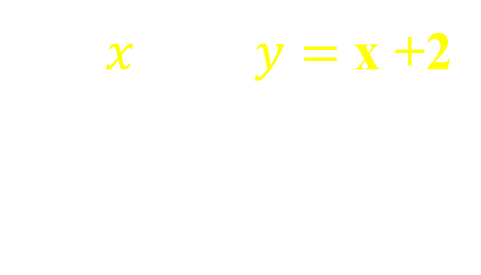 x y = x +2